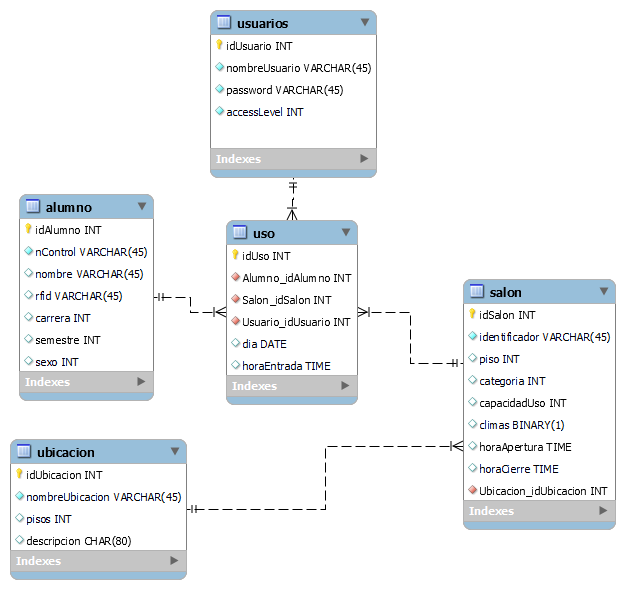 usuarios
idUsuario INT
nombreUsuario VARCHAR(45)
password VARCHAR(45)
accessLevel INT
Indexes
alumno
idAlumno INT
nControl VARCHAR(45)
nombre VARCHAR(45)
rfid VARCHAR(45)
carrera INT
semestre INT
sexo INT
Indexes
uso
idUso INT
Alumno_idAlumno INT
Salon_idSalon INT
Usuario_idUsuario INT
dia DATE
horaEntrada TIME
Indexes
salon
idSalon INT
identificador VARCHAR(45)
piso INT
categoria INT
capacidadUso INT
climas BINARY(1)
horaApertura TIME
horaCierre TIME
Ubicacion_idUbicacion INT
Indexes
ubicacion
idUbicacion INT
nombreUbicacion VARCHAR(45)
pisos INT
descripcion CHAR(80)
Indexes